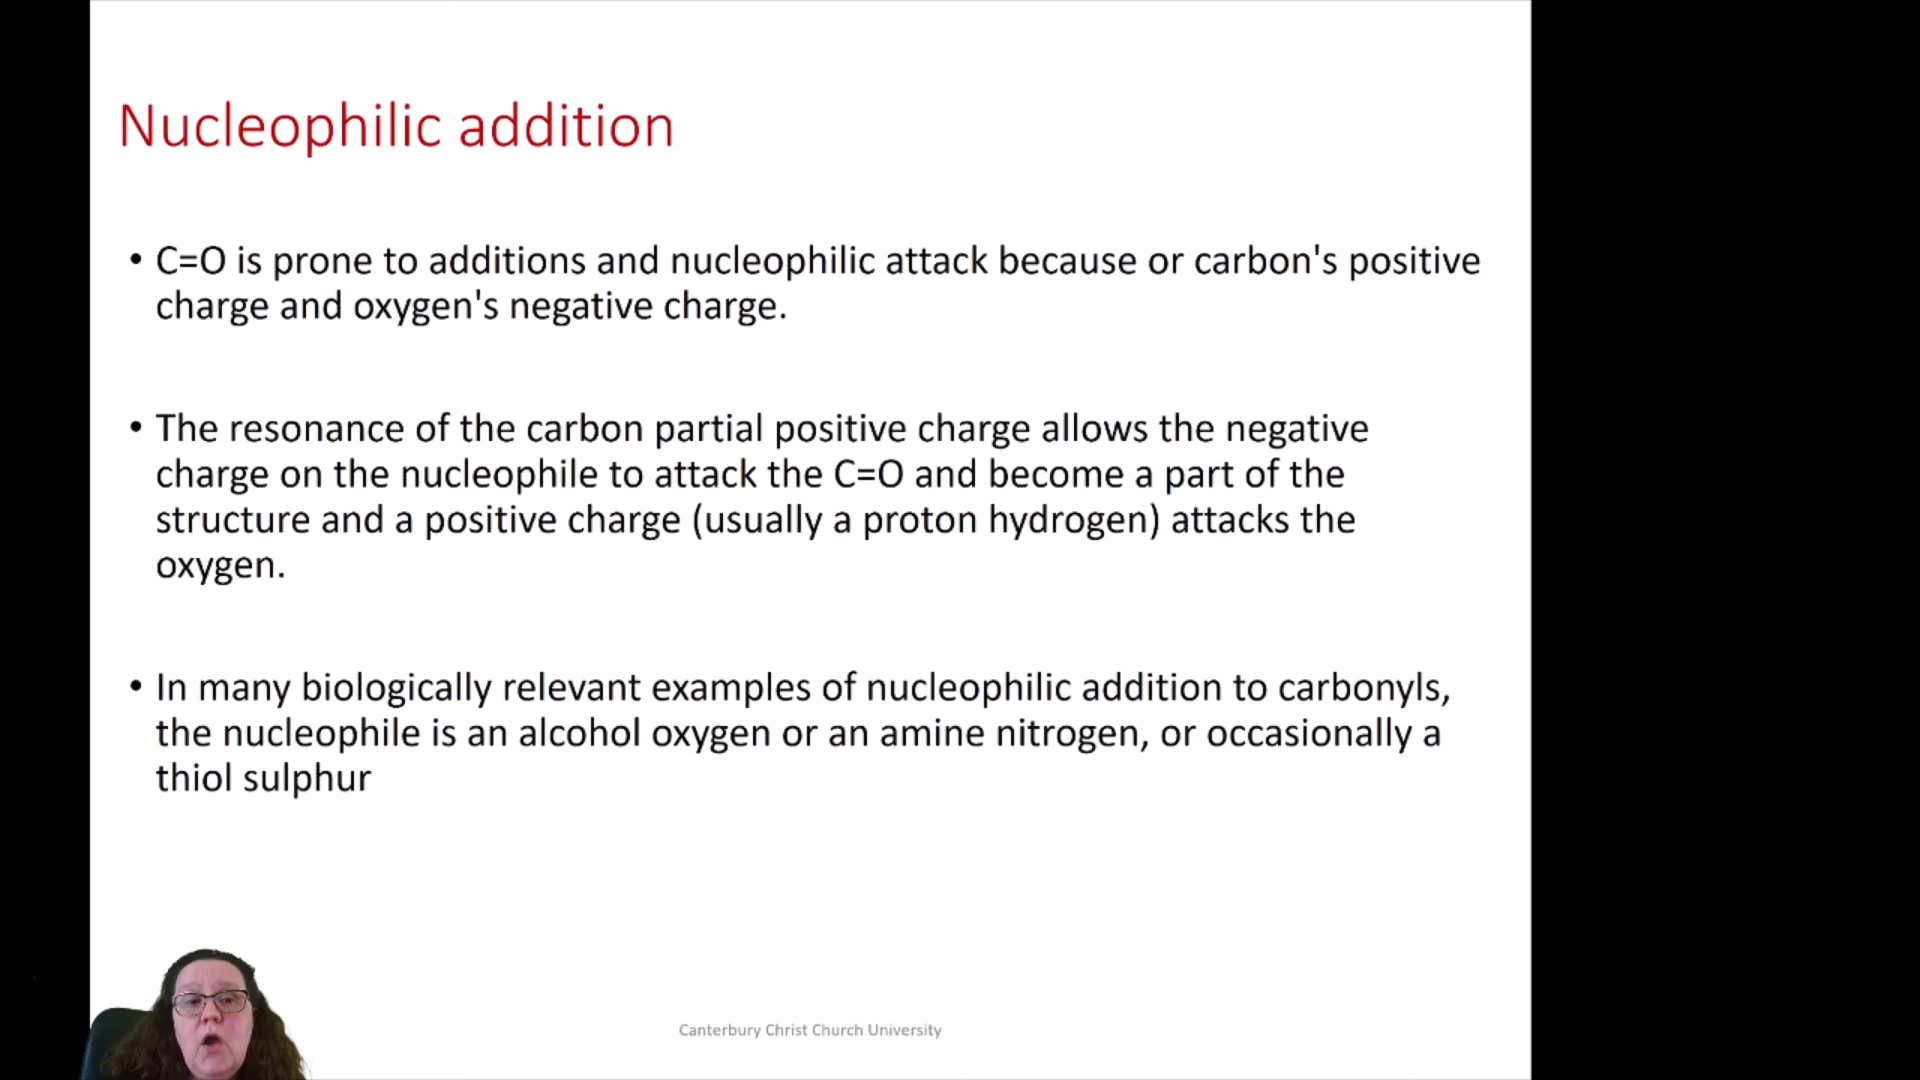 Nucleophilic addition
• C=O is prone to additions and nucleophilic attack because or carbon's positive
charge and oxygen's negative charge.
• The resonance of the carbon partial positive charge allows the negative
charge on the nucleophile to attack the C=O and become a part of the
structure and a positive charge (usually a proton hydrogen) attacks the
oxygen.
• In many biologically relevant examples of nucleophilic addition to carbonyls,
the nucleophile is an alcohol oxygen or an amine nitrogen, or occasionally a
thiol sulphur
Canterbury Christ Church University